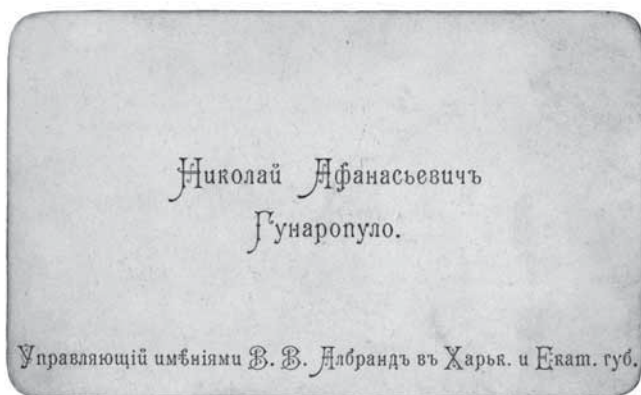 Николай Афанасьевичъ
Гунаропуло.
Управляющій имѣніями В. В. Албрандъ въ Харьк. и Екат. губ.